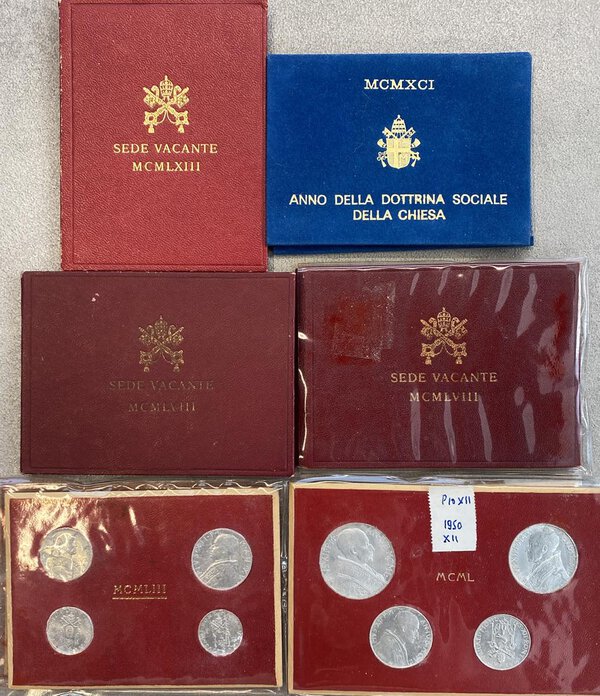 SEDE VACANTE
MCMLXIII
MCMXCI
ANNO DELLA DOTTRINA SOCIALE
DELLA CHIESA
SEDE VACANTE
MCMLVIII
SEDE VACANTE
MCMLVIII
MCMLIII
Pio XII
1950
XII
MCML